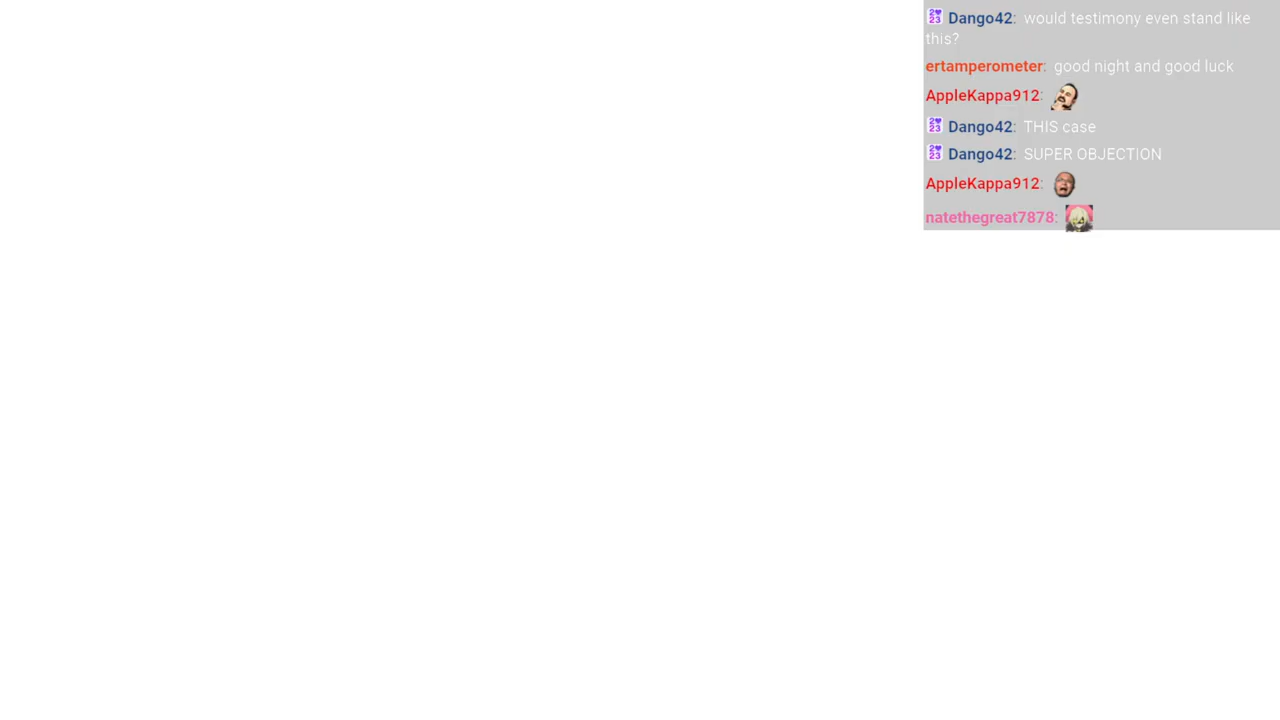 Dango42: would testimony even stand like
this?
ertamperometer: good night and good luck
AppleKappa912:
Dango42: THIS case
Dango42: SUPER OBJECTION
AppleKappa912:
natethegreat7878: